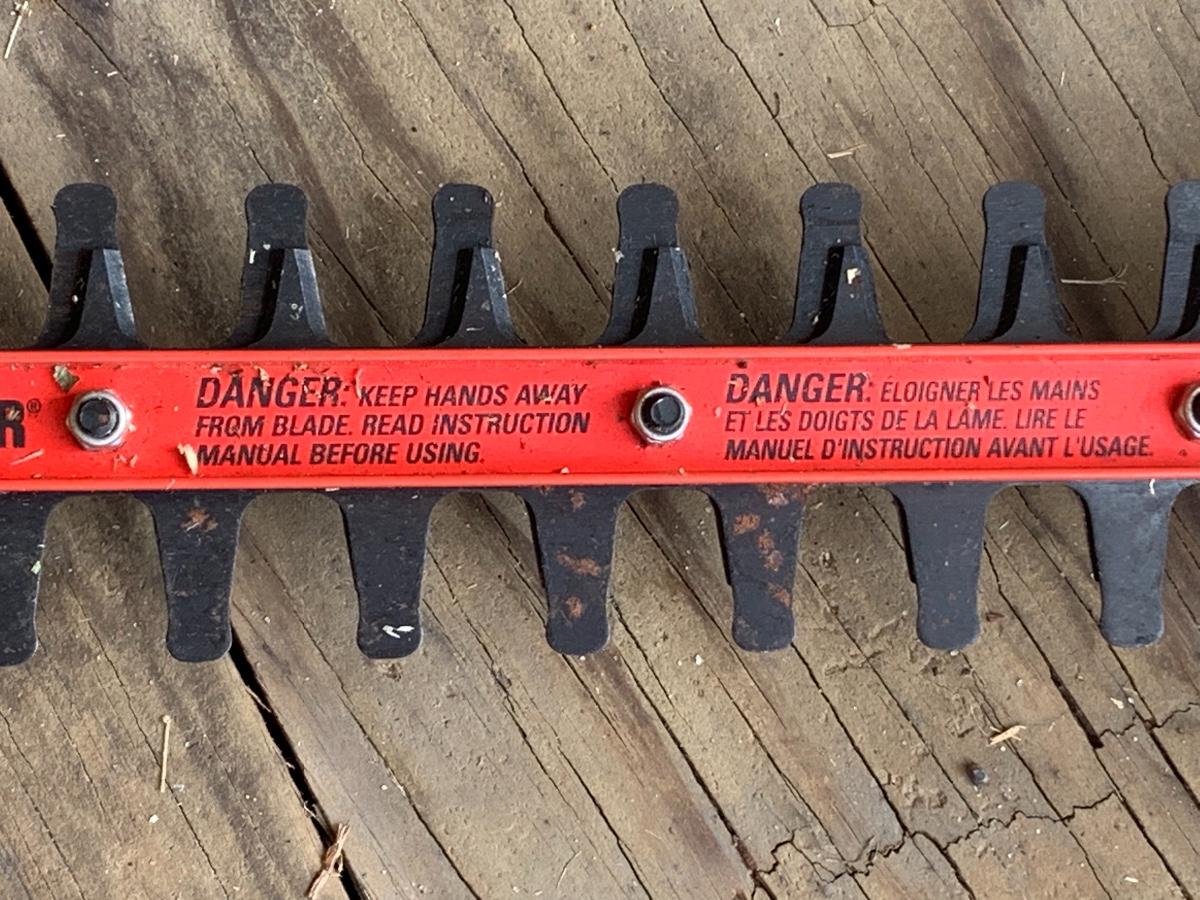 R®
DANGER: KEEP HANDS AWAY
FROM BLADE. READ INSTRUCTION
MANUAL BEFORE USING.
DANGER: ÉLOIGNER LES MAINS
ET LES DOIGTS DE LA LAME. LIRE LE
MANUEL D'INSTRUCTION AVANT L'USAGE.